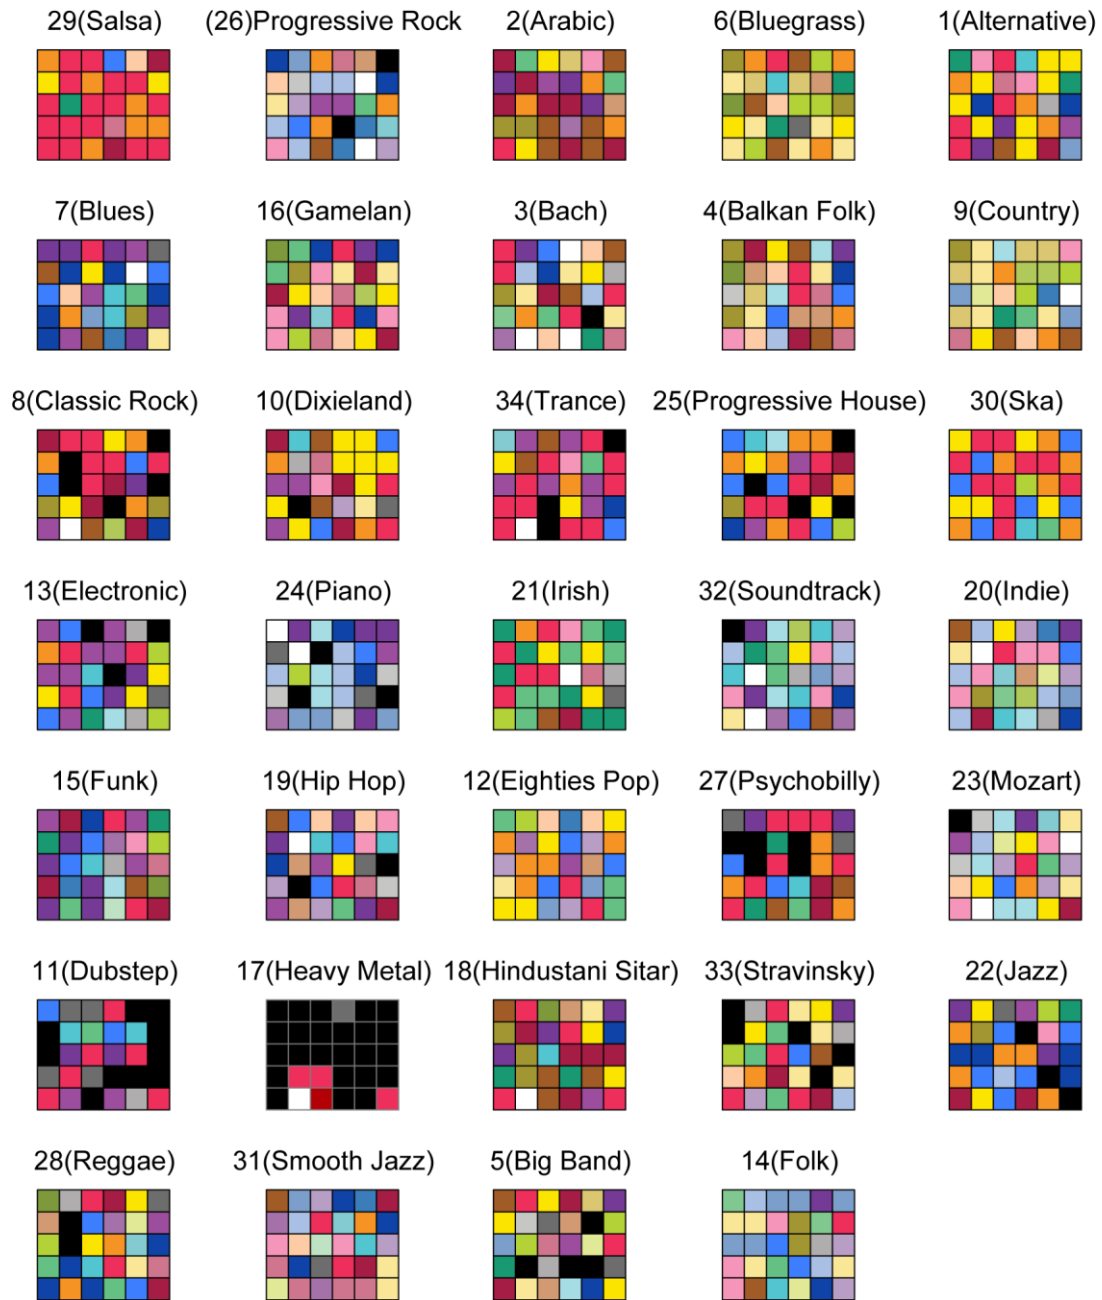 29(Salsa) (26)Progressive Rock 2(Arabic) 6(Bluegrass) 1(Alternative)
7(Blues) 16(Gamelan) 3(Bach) 4(Balkan Folk) 9(Country)
8(Classic Rock) 10(Dixieland) 34(Trance) 25(Progressive House) 30(Ska)
13(Electronic) 24(Piano) 21(Irish) 32(Soundtrack) 20(Indie)
15(Funk) 19(Hip Hop) 12(Eighties Pop) 27(Psychobilly) 23(Mozart)
11(Dubstep) 17(Heavy Metal) 18(Hindustani Sitar) 33(Stravinsky) 22(Jazz)
28(Reggae) 31(Smooth Jazz) 5(Big Band) 14(Folk)